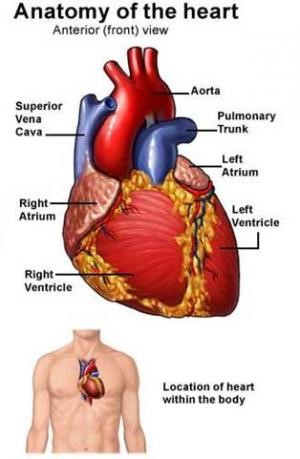 Anatomy of the heart
Anterior (front) view
Aorta
Superior
Vena
Cava
Pulmonary
Trunk
Left
Atrium
Right
Atrium
Left
Ventricle
Right
Ventricle
Location of heart
within the body